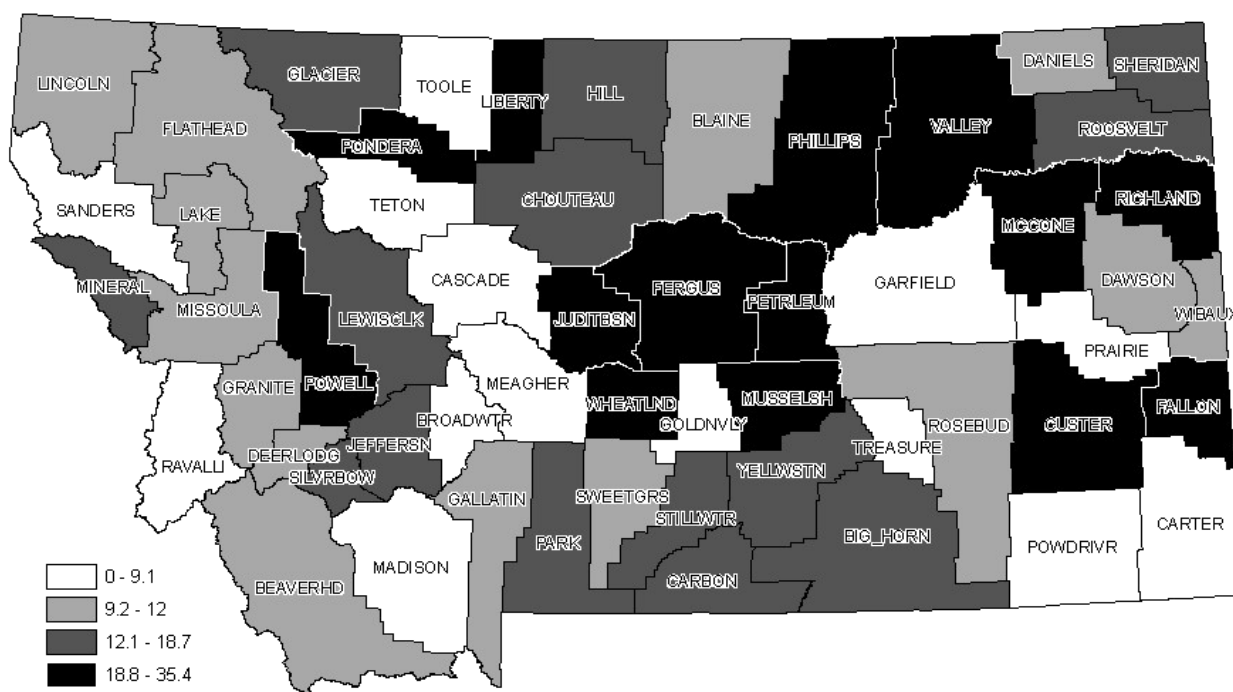 LINCOLN
FLATHEAD
GLACIER
TOOLE
LIBERTY
HILL
BLAINE
PHILLIPS
VALLEY
DANIELS
SHERIDAN
ROOSVELT
PONDERA
CHOUTEAU
RICHLAND
SANDERS
LAKE
TETON
MCCONE
CASCADE
FERGUS
PETRLEUM
GARFIELD
DAWSON
MINERAL
MISSOULA
LEWISCLK
JUDITBSN
WIBAUX
PRAIRIE
GRANITE
POWELL
MEAGHER
WHEATLND
MUSSELSH
FALLON
BROADWTR
GOLDNVLY
ROSEBUD
CUSTER
RAVALLI
DEERLODG
JEFFERSN
TREASURE
SILVRBOW
GALLATIN
SWEETGRS
YELLWSTN
STILLWTR
CARTER
PARK
BIG_HORN
POWDRIVR
BEAVERHD
MADISON
CARBON
0 - 9.1
9.2 - 12
12.1 - 18.7
18.8 - 35.4